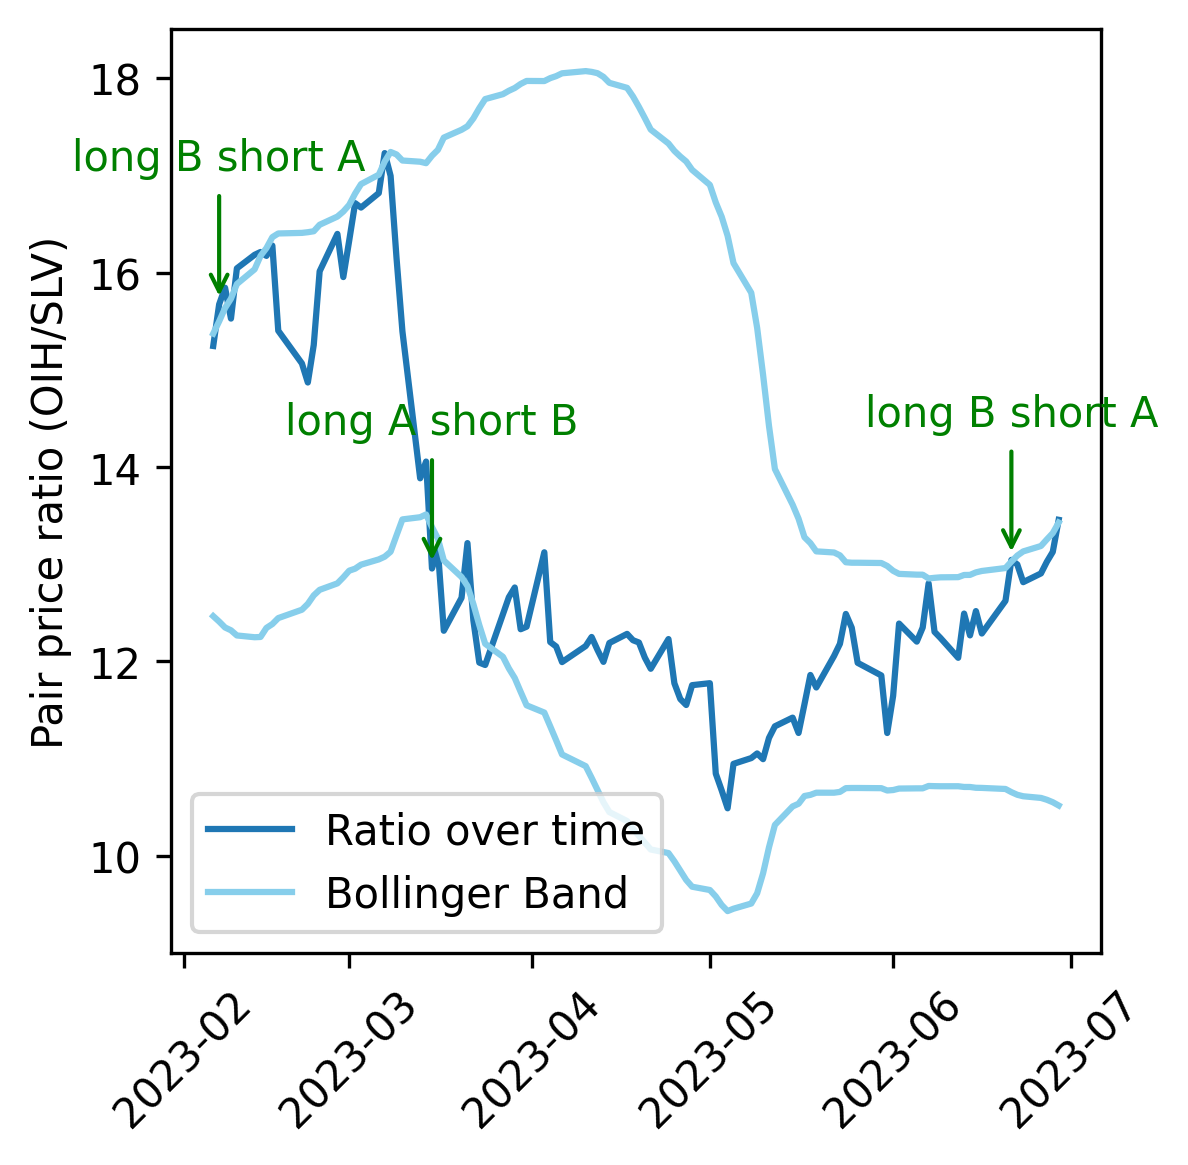 18
16
14
12
10
Pair price ratio (OIH/SLV)
long B short A
long A short B
long B short A
Ratio over time
Bollinger Band
2023-02
2023-03
2023-04
2023-05
2023-06
2023-07